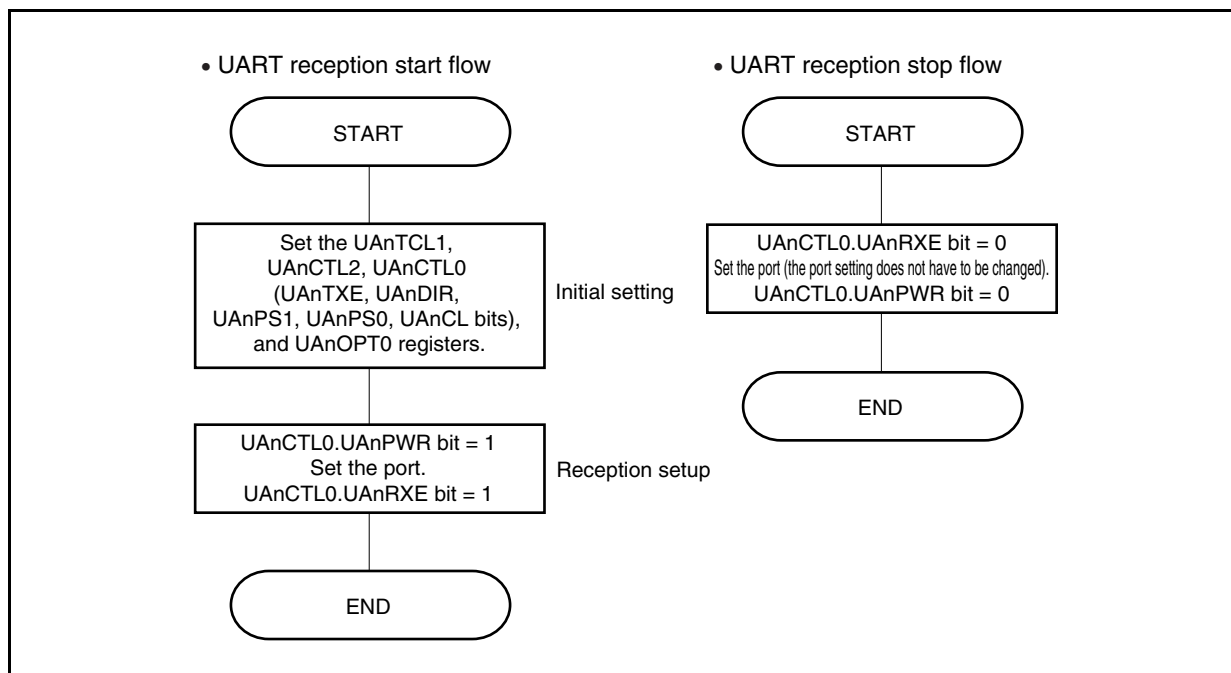 • UART reception start flow
START
Set the UAnTCL1,
UAnCTL2, UAnCTL0
(UAnTXE, UAnDIR,
UAnPS1, UAnPS0, UAnCL bits),
and UAnOPT0 registers.
Initial setting
UAnCTL0.UAnPWR bit = 1
Set the port.
UAnCTL0.UAnRXE bit = 1
Reception setup
END
• UART reception stop flow
START
UAnCTL0.UAnRXE bit = 0
Set the port (the port setting does not have to be changed).
UAnCTL0.UAnPWR bit = 0
END